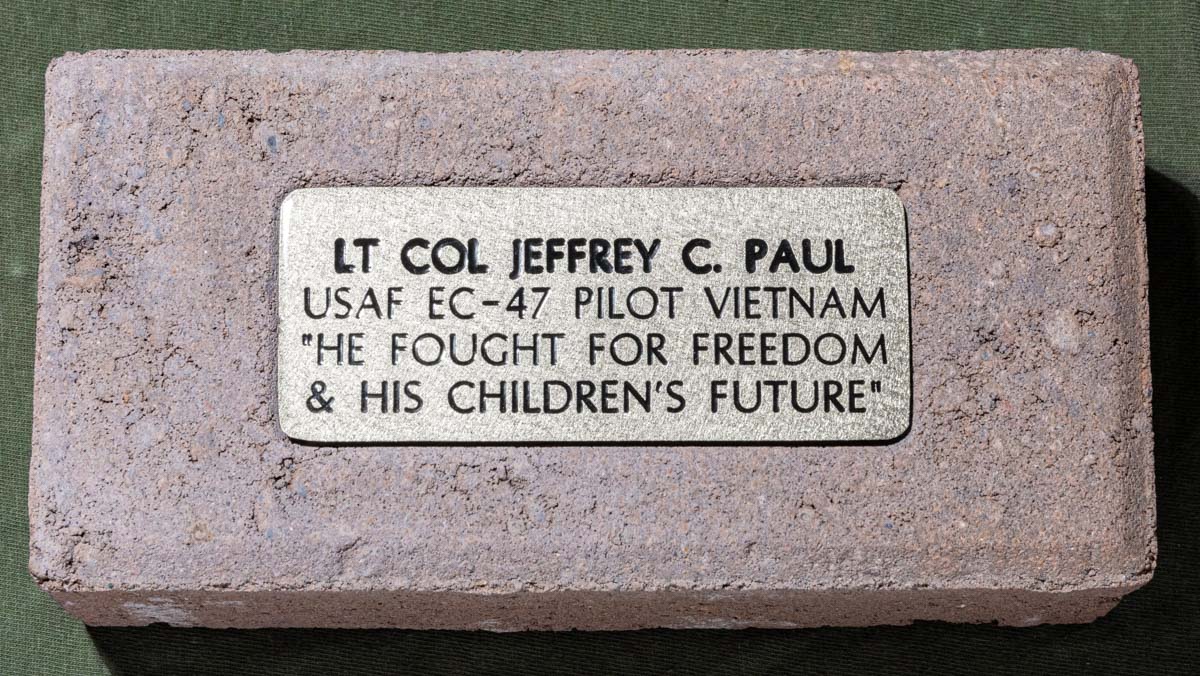 LT COL JEFFREY C. PAUL
USAF EC-47 PILOT VIETNAM
"HE FOUGHT FOR FREEDOM
& HIS CHILDREN'S FUTURE"